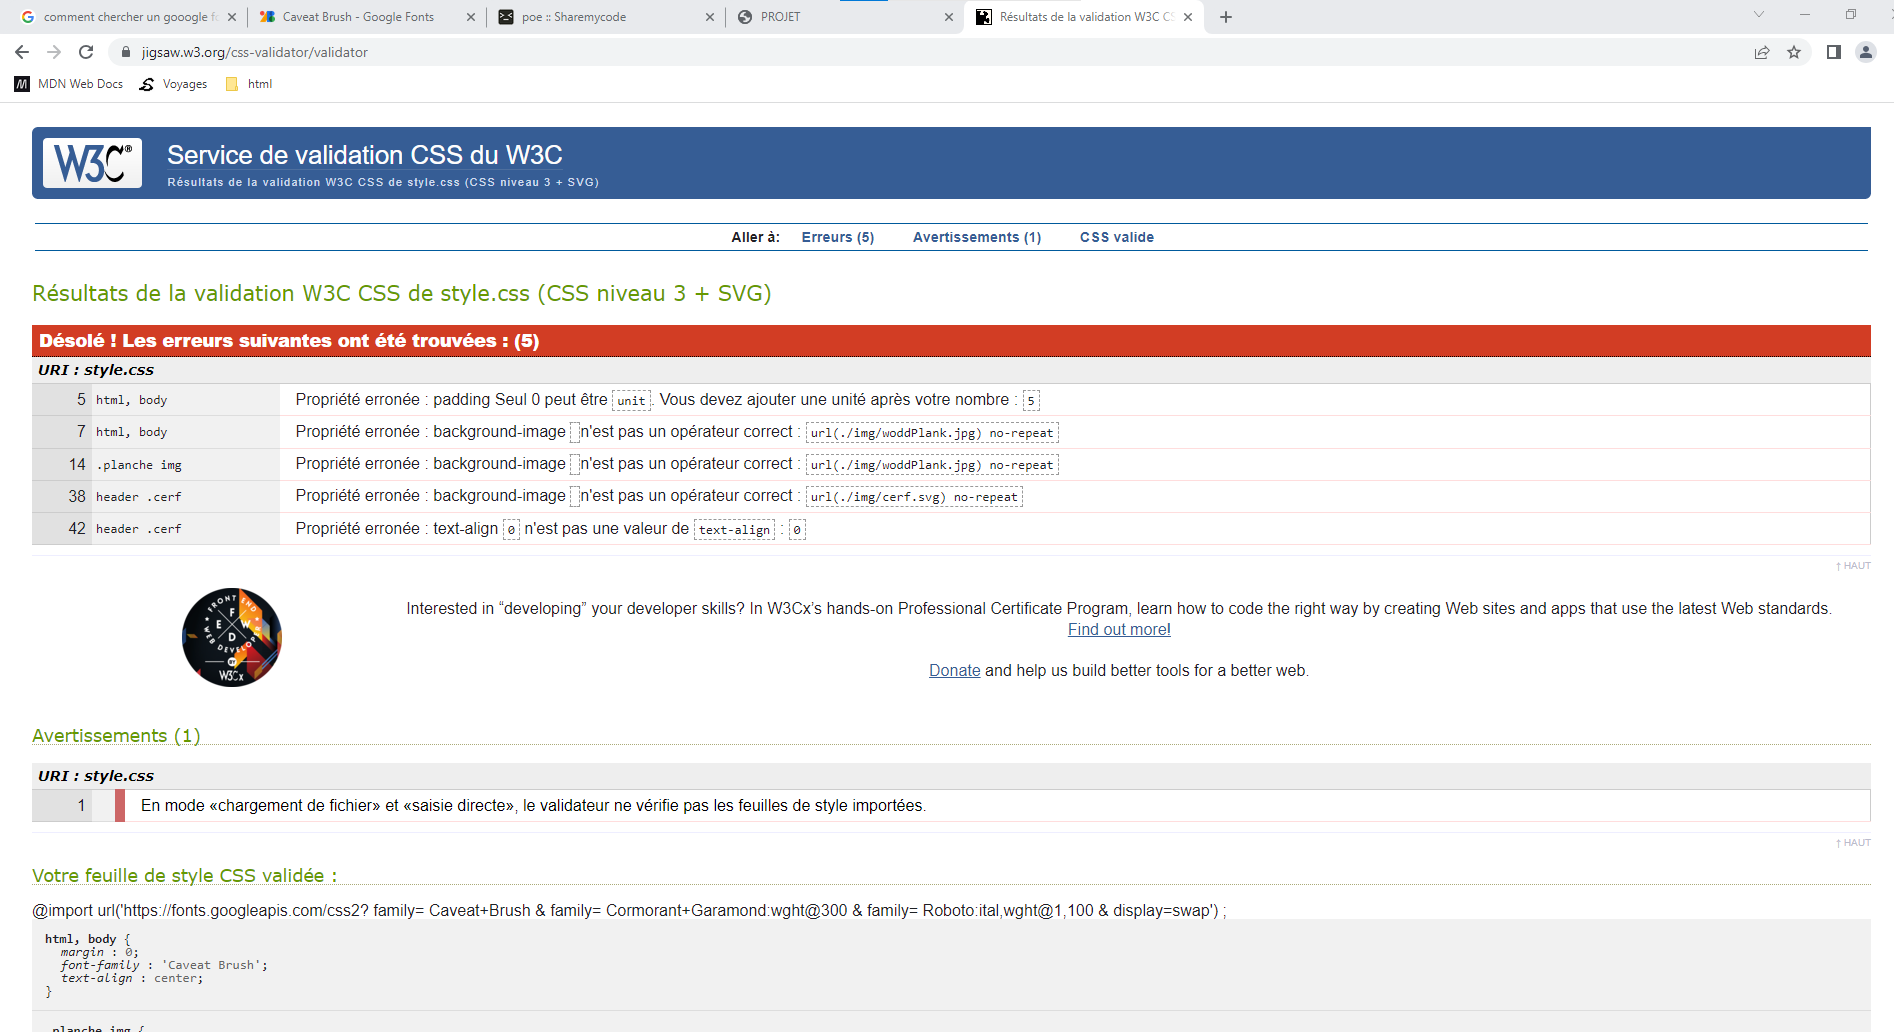 comment chercher un gooogle fo
Caveat Brush - Google Fonts
poe :: Sharemycode
PROJET
Résultats de la validation W3C CS
jigsaw.w3.org/css-validator/validator
MDN Web Docs
Voyages
html
W3C®
Service de validation CSS du W3C
Résultats de la validation W3C CSS de style.css (CSS niveau 3 + SVG)
Aller à: Erreurs (5) Avertissements (1) CSS valide
Résultats de la validation W3C CSS de style.css (CSS niveau 3 + SVG)
Désolé ! Les erreurs suivantes ont été trouvées : (5)
URI : style.css
5 html, body Propriété erronée : padding Seul 0 peut être unit. Vous devez ajouter une unité après votre nombre : 5
7 html, body Propriété erronée : background-image n'est pas un opérateur correct : url(./img/woddPlank.jpg) no-repeat
14 .planche img Propriété erronée : background-image n'est pas un opérateur correct : url(./img/woddPlank.jpg) no-repeat
38 header .cerf Propriété erronée : background-image n'est pas un opérateur correct : url(./img/cerf.svg) no-repeat
42 header .cerf Propriété erronée : text-align 0 n'est pas une valeur de text-align : 0
↑ HAUT
FRONT END
F
E W
D
WEB DEVELOPER
BY
W3Cx
Interested in “developing” your developer skills? In W3Cx’s hands-on Professional Certificate Program, learn how to code the right way by creating Web sites and apps that use the latest Web standards.
Find out more!
Donate and help us build better tools for a better web.
Avertissements (1)
URI : style.css
1 En mode «chargement de fichier» et «saisie directe», le validateur ne vérifie pas les feuilles de style importées.
↑ HAUT
Votre feuille de style CSS validée :
@import url('https://fonts.googleapis.com/css2? family= Caveat+Brush & family= Cormorant+Garamond:wght@300 & family= Roboto:ital,wght@1,100 & display=swap') ;
html, body {
margin : 0;
font-family : 'Caveat Brush';
text-align : center;
}
.planche img {